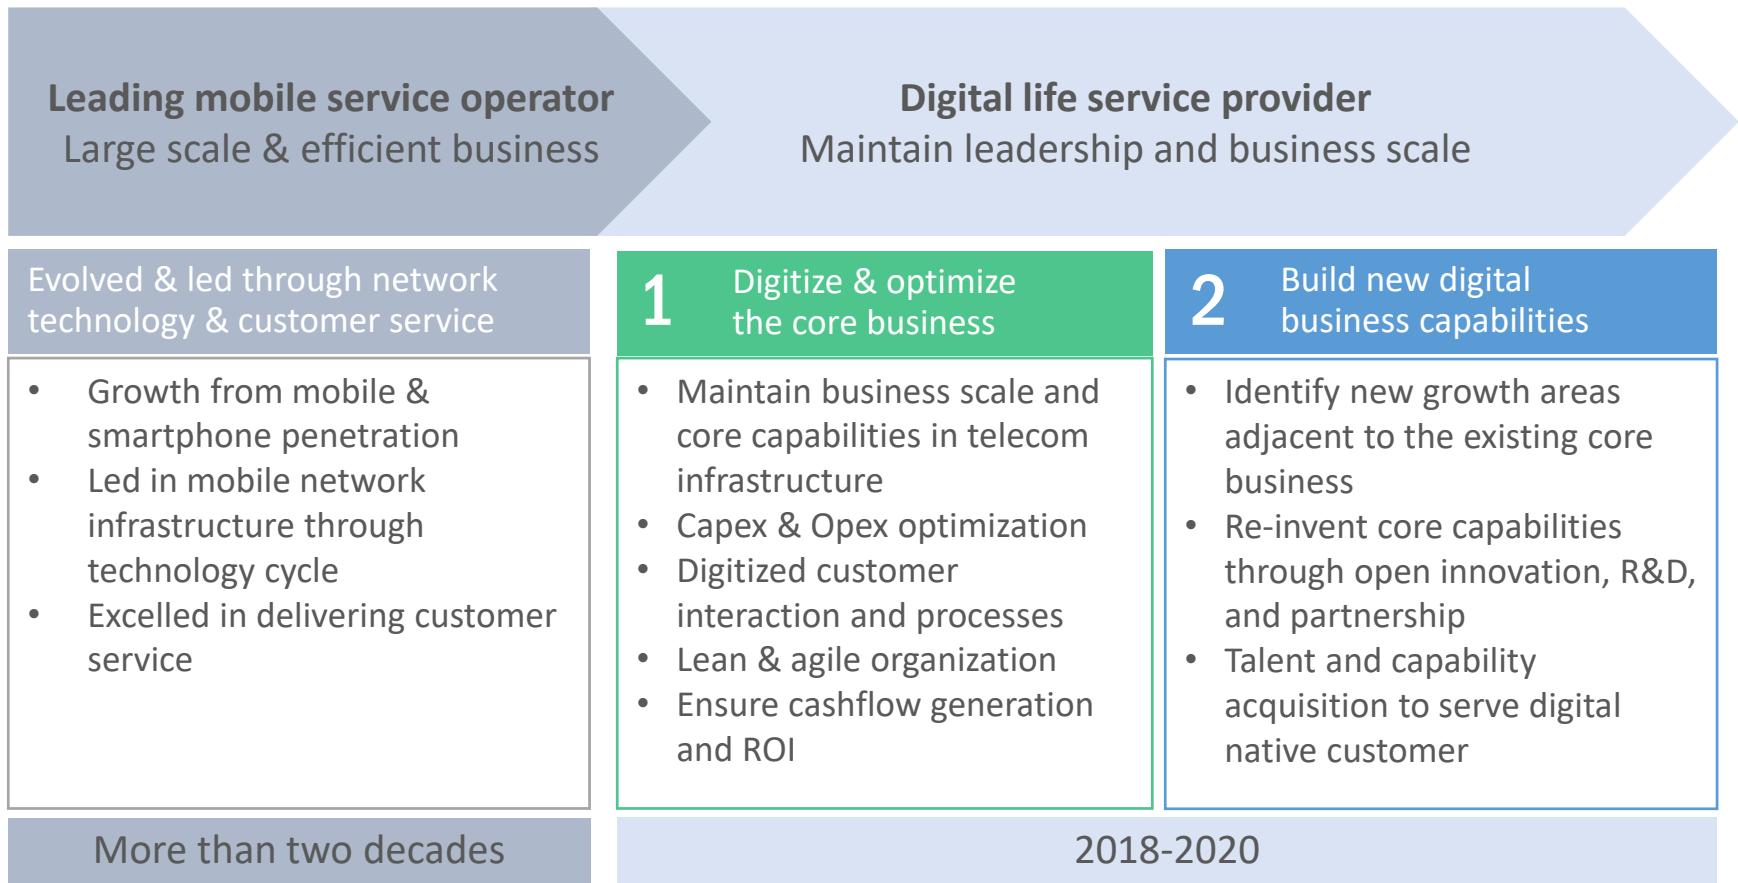 Leading mobile service operator
Large scale & efficient business
Digital life service provider
Maintain leadership and business scale
Evolved & led through network
technology & customer service
• Growth from mobile &
smartphone penetration
• Led in mobile network
infrastructure through
technology cycle
• Excelled in delivering customer
service
More than two decades
1
Digitize & optimize
the core business
• Maintain business scale and
core capabilities in telecom
infrastructure
• Capex & Opex optimization
• Digitized customer
interaction and processes
• Lean & agile organization
• Ensure cashflow generation
and ROI
2
Build new digital
business capabilities
• Identify new growth areas
adjacent to the existing core
business
• Re-invent core capabilities
through open innovation, R&D,
and partnership
• Talent and capability
acquisition to serve digital
native customer
2018-2020